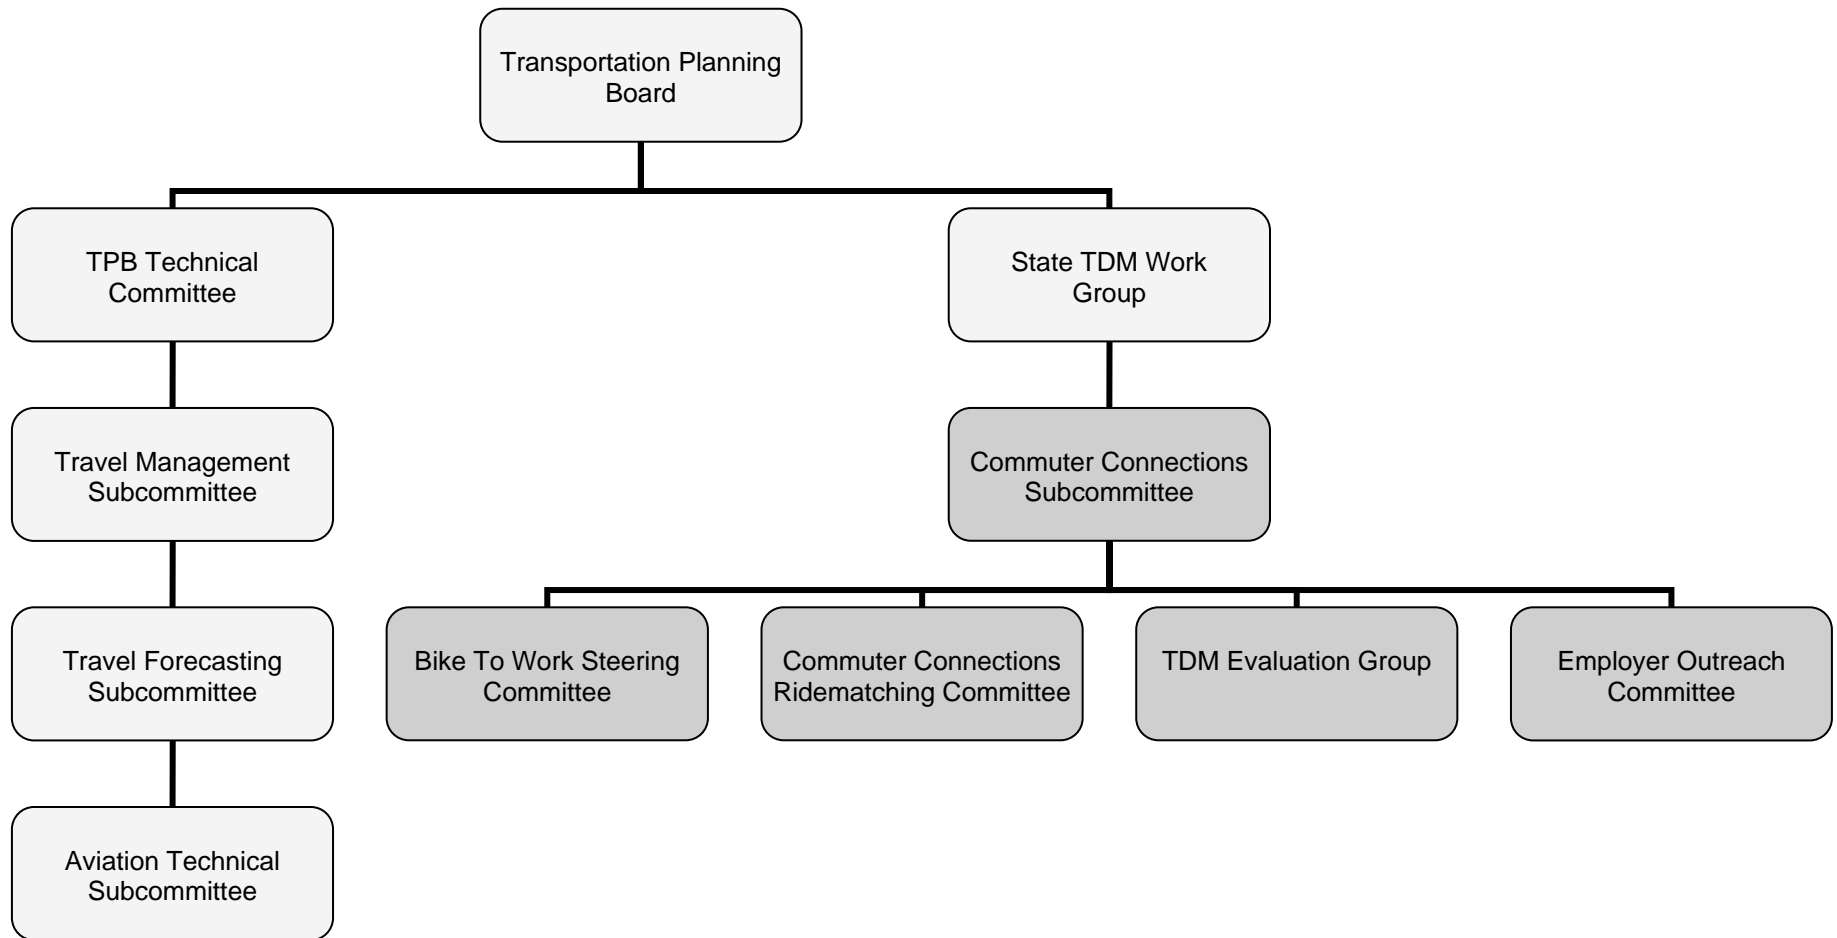 Transportation Planning
Board
TPB Technical
Committee
State TDM Work
Group
Travel Management
Subcommittee
Commuter Connections
Subcommittee
Travel Forecasting
Subcommittee
Bike To Work Steering
Committee
Commuter Connections
Ridematching Committee
TDM Evaluation Group
Employer Outreach
Committee
Aviation Technical
Subcommittee